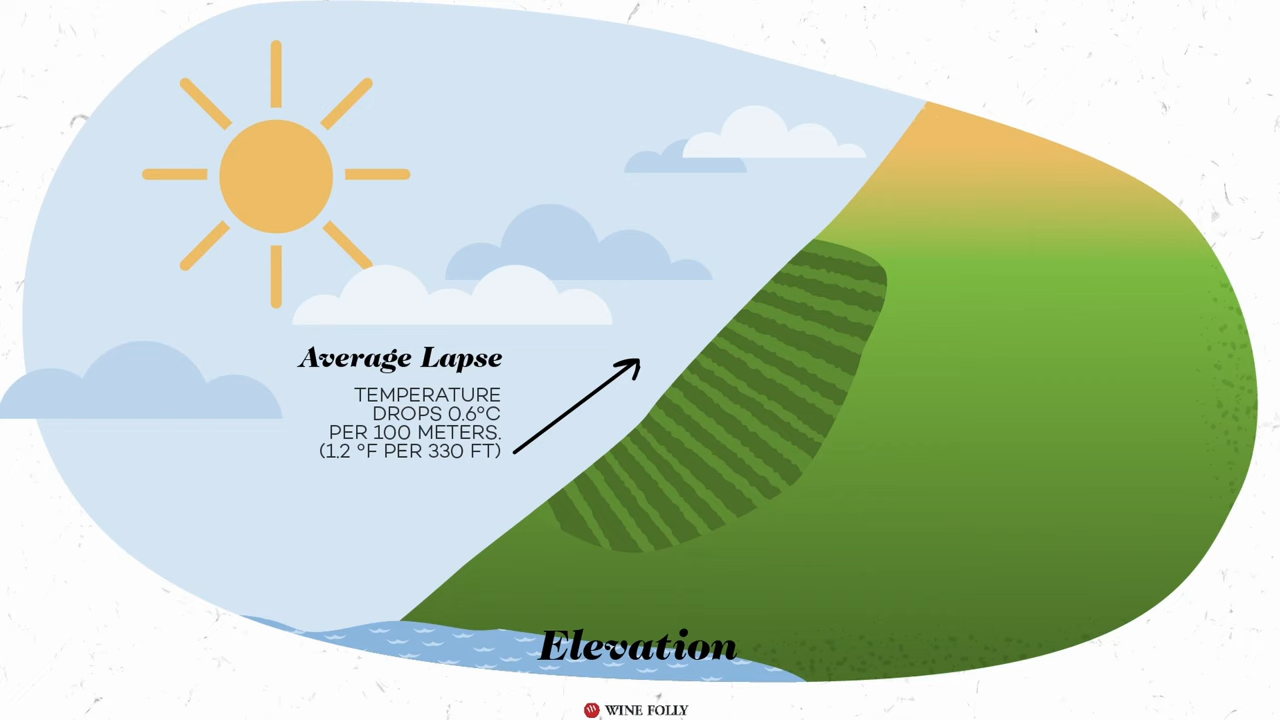 Average Lapse
TEMPERATURE
DROPS 0.6°C
PER 100 METERS.
(1.2 °F PER 330 FT)
Elevation
WINE FOLLY